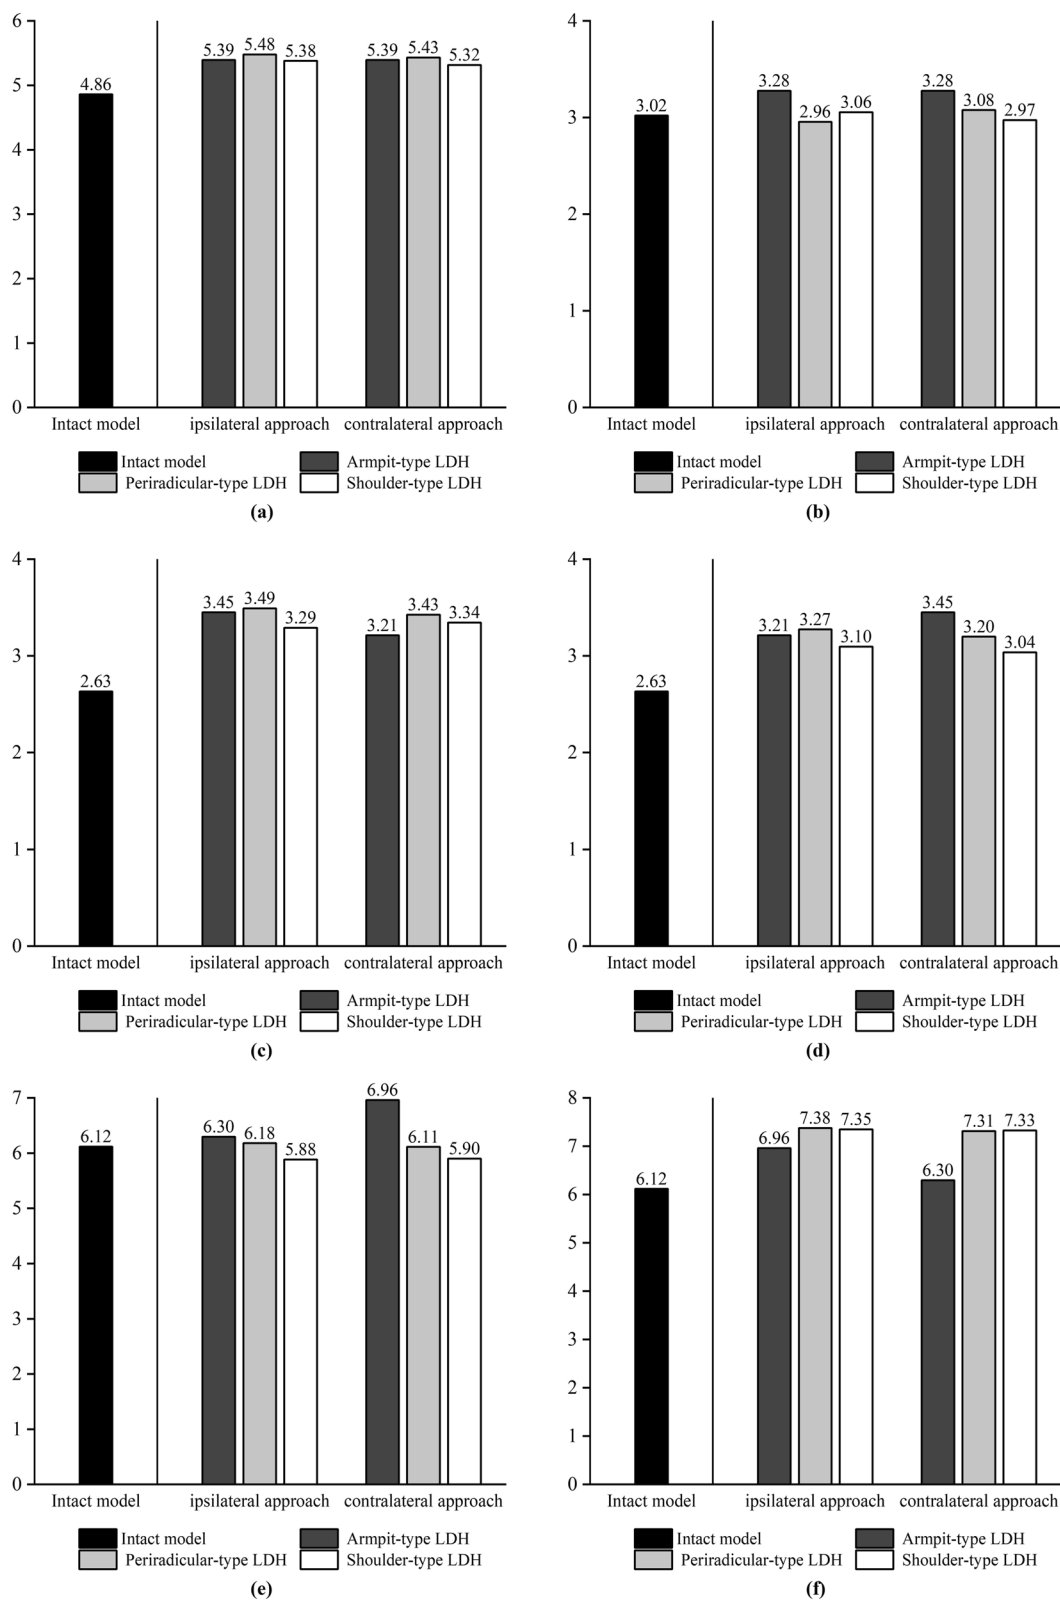 6
5
4
3
2
1
0
4.86
5.39
5.48
5.38
5.39
5.43
5.32
Intact model
ipsilateral approach
contralateral approach
Intact model
Armpit-type LDH
Periradicular-type LDH
Shoulder-type LDH
(a)
4
3
2
1
0
3.02
3.28
2.96
3.06
3.28
3.08
2.97
Intact model
ipsilateral approach
contralateral approach
Intact model
Armpit-type LDH
Periradicular-type LDH
Shoulder-type LDH
(b)
4
3
2
1
0
2.63
3.45
3.49
3.29
3.21
3.43
3.34
Intact model
ipsilateral approach
contralateral approach
Intact model
Armpit-type LDH
Periradicular-type LDH
Shoulder-type LDH
(c)
4
3
2
1
0
2.63
3.21
3.27
3.10
3.45
3.20
3.04
Intact model
ipsilateral approach
contralateral approach
Intact model
Armpit-type LDH
Periradicular-type LDH
Shoulder-type LDH
(d)
7
6
5
4
3
2
1
0
6.12
6.30
6.18
5.88
6.96
6.11
5.90
Intact model
ipsilateral approach
contralateral approach
Intact model
Armpit-type LDH
Periradicular-type LDH
Shoulder-type LDH
(e)
8
7
6
5
4
3
2
1
0
6.12
6.96
7.38
7.35
6.30
7.31
7.33
Intact model
ipsilateral approach
contralateral approach
Intact model
Armpit-type LDH
Periradicular-type LDH
Shoulder-type LDH
(f)